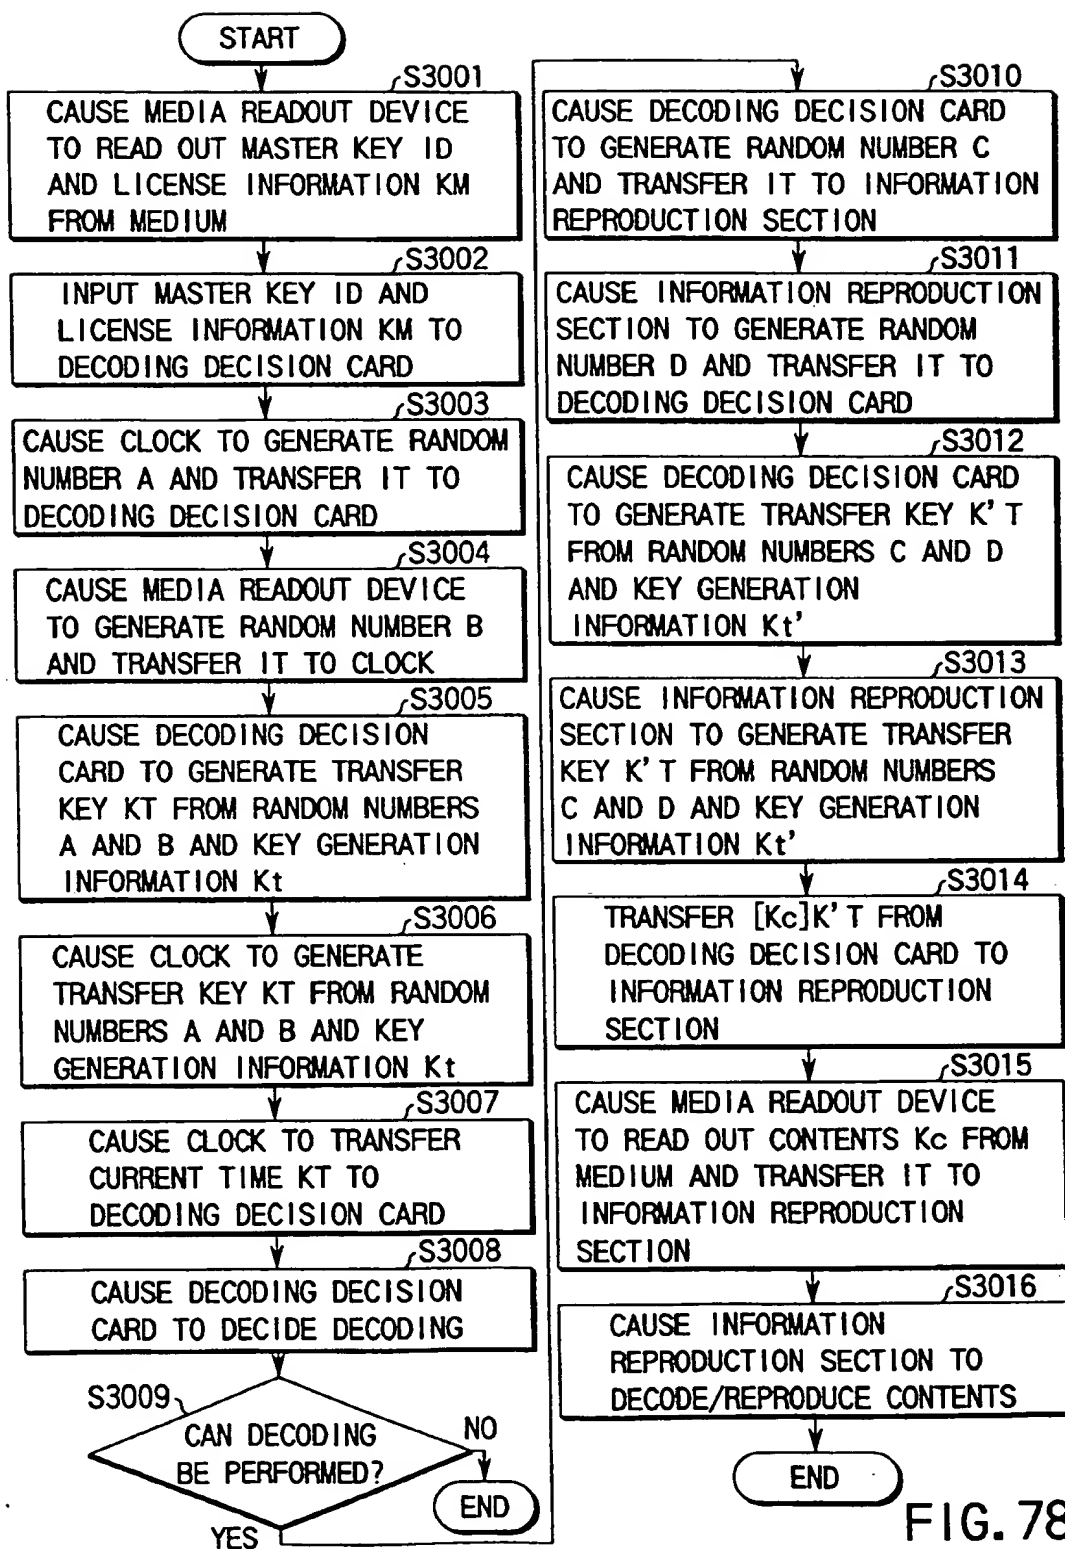 START
S3001
CAUSE MEDIA READOUT DEVICE
TO READ OUT MASTER KEY ID
AND LICENSE INFORMATION KM
FROM MEDIUM
S3002
INPUT MASTER KEY ID AND
LICENSE INFORMATION KM TO
DECODING DECISION CARD
S3003
CAUSE CLOCK TO GENERATE RANDOM
NUMBER A AND TRANSFER IT TO
DECODING DECISION CARD
S3004
CAUSE MEDIA READOUT DEVICE
TO GENERATE RANDOM NUMBER B
AND TRANSFER IT TO CLOCK
S3005
CAUSE DECODING DECISION
CARD TO GENERATE TRANSFER
KEY KT FROM RANDOM NUMBERS
A AND B AND KEY GENERATION
INFORMATION Kt
S3006
CAUSE CLOCK TO GENERATE
TRANSFER KEY KT FROM RANDOM
NUMBERS A AND B AND KEY
GENERATION INFORMATION Kt
S3007
CAUSE CLOCK TO TRANSFER
CURRENT TIME KT TO
DECODING DECISION CARD
S3008
CAUSE DECODING DECISION
CARD TO DECIDE DECODING
S3009
CAN DECODING
BE PERFORMED?
NO
END
YES
S3010
CAUSE DECODING DECISION CARD
TO GENERATE RANDOM NUMBER C
AND TRANSFER IT TO INFORMATION
REPRODUCTION SECTION
S3011
CAUSE INFORMATION REPRODUCTION
SECTION TO GENERATE RANDOM
NUMBER D AND TRANSFER IT TO
DECODING DECISION CARD
S3012
CAUSE DECODING DECISION CARD
TO GENERATE TRANSFER KEY K'T
FROM RANDOM NUMBERS C AND D
AND KEY GENERATION
INFORMATION Kt'
S3013
CAUSE INFORMATION REPRODUCTION
SECTION TO GENERATE TRANSFER
KEY K'T FROM RANDOM NUMBERS
C AND D AND KEY GENERATION
INFORMATION Kt'
S3014
TRANSFER [Kc]K'T FROM
DECODING DECISION CARD TO
INFORMATION REPRODUCTION
SECTION
S3015
CAUSE MEDIA READOUT DEVICE
TO READ OUT CONTENTS Kc FROM
MEDIUM AND TRANSFER IT TO
INFORMATION REPRODUCTION
SECTION
S3016
CAUSE INFORMATION
REPRODUCTION SECTION TO
DECODE/REPRODUCE CONTENTS
END
FIG. 78